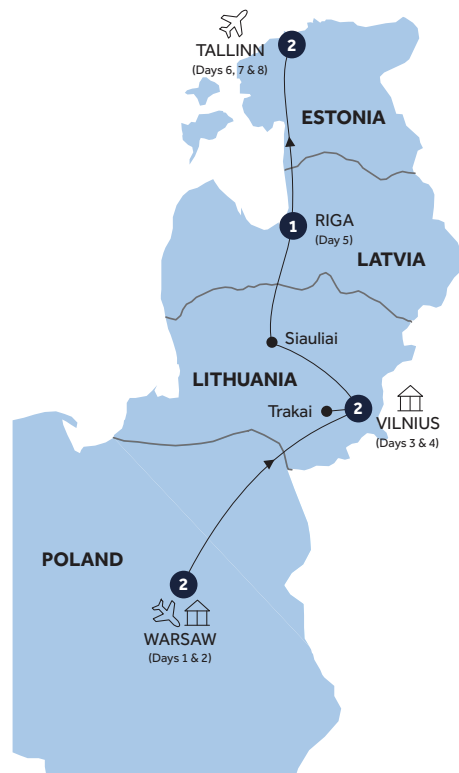 TALLINN
(Days 6, 7 & 8)
2
ESTONIA
1
RIGA
(Day 5)
LATVIA
Siauliai
LITHUANIA
Trakai
2
VILNIUS
(Days 3 & 4)
POLAND
2
WARSAW
(Days 1 & 2)